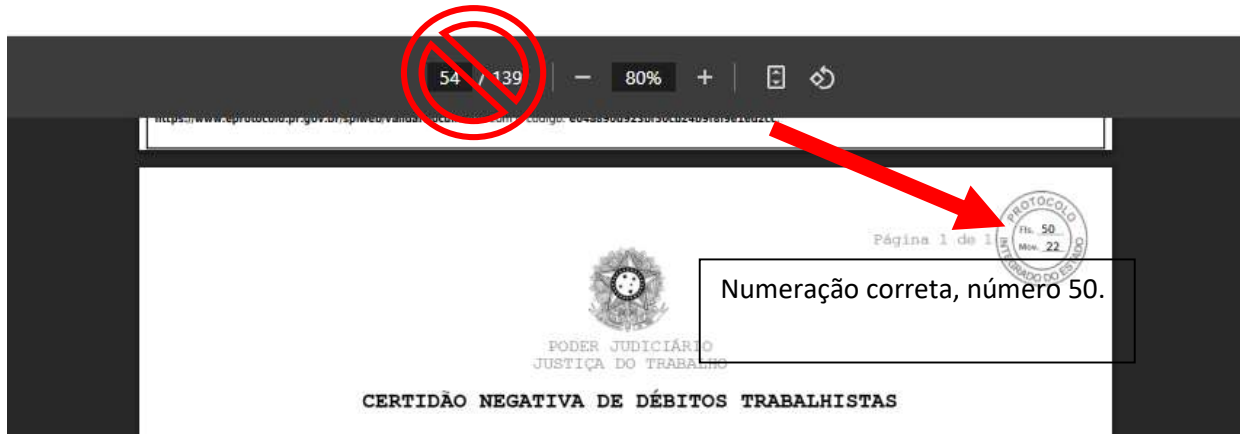 54 / 139 − 80% +
PROTOCOLO
Fls. 50
Mov. 22
INTEGRADO DO ESTADO
Página 1 de 1
Numeração correta, número 50.
PODER JUDICIÁRIO
JUSTIÇA DO TRABALHO
CERTIDÃO NEGATIVA DE DÉBITOS TRABALHISTAS